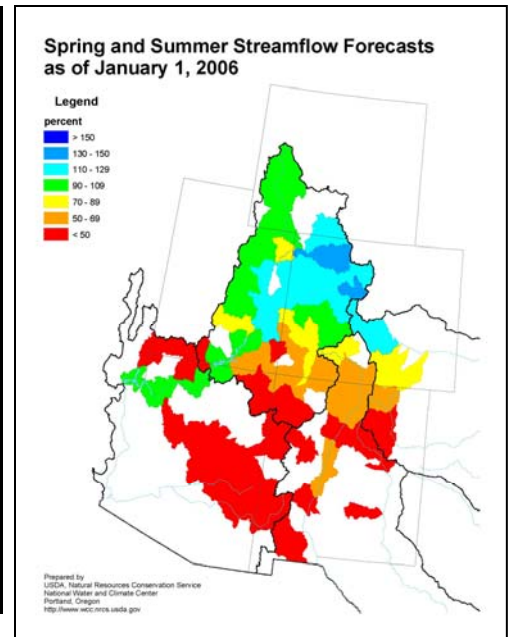 Spring and Summer Streamflow Forecasts
as of January 1, 2006
Legend
percent
> 150
130 - 150
110 - 129
90 - 109
70 - 89
50 - 69
< 50
Prepared by
USDA, Natural Resources Conservation Service
National Water and Climate Center
Portland, Oregon
http://www.wcc.nrcs.usda.gov